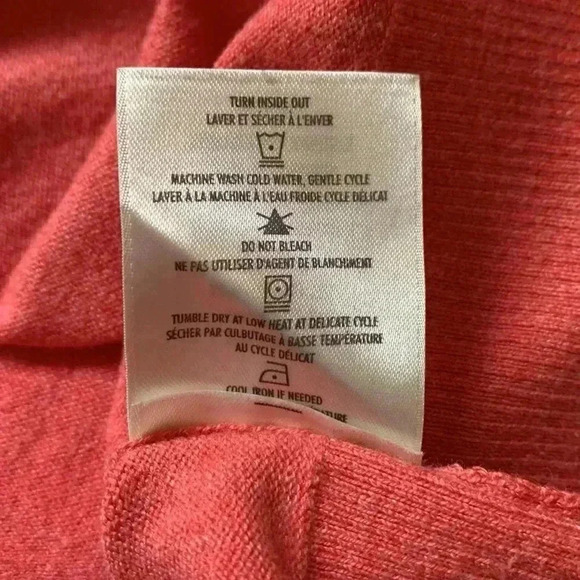 TURN INSIDE OUT
LAVER ET SÉCHER À L'ENVER
MACHINE WASH COLD WATER, GENTLE CYCLE
LAVER À LA MACHINE À L'EAU FROIDE CYCLE DÉLICAT
DO NOT BLEACH
NE PAS UTILISER D'AGENT DE BLANCHIMENT
TUMBLE DRY AT LOW HEAT AT DELICATE CYCLE
SÉCHER PAR CULBUTAGE À BASSE TEMPÉRATURE
AU CYCLE DÉLICAT
COOL IRON IF NEEDED